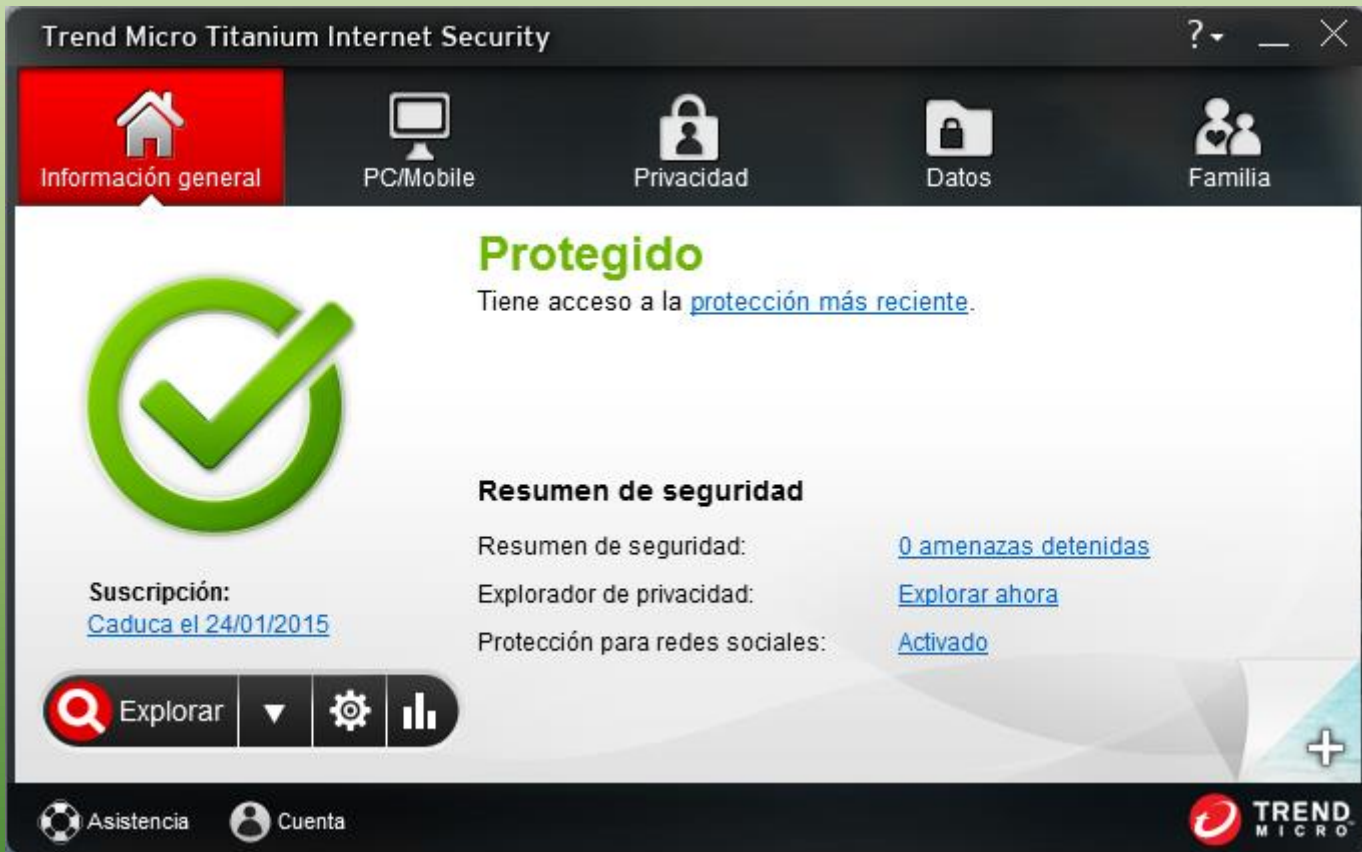 Trend Micro Titanium Internet Security
?
Información general
PC/Mobile
Privacidad
Datos
Familia
Protegido
Tiene acceso a la protección más reciente.
Resumen de seguridad
Resumen de seguridad: 0 amenazas detenidas
Explorador de privacidad: Explorar ahora
Protección para redes sociales: Activado
Suscripción:
Caduca el 24/01/2015
Explorar
Asistencia
Cuenta
TREND
MICRO